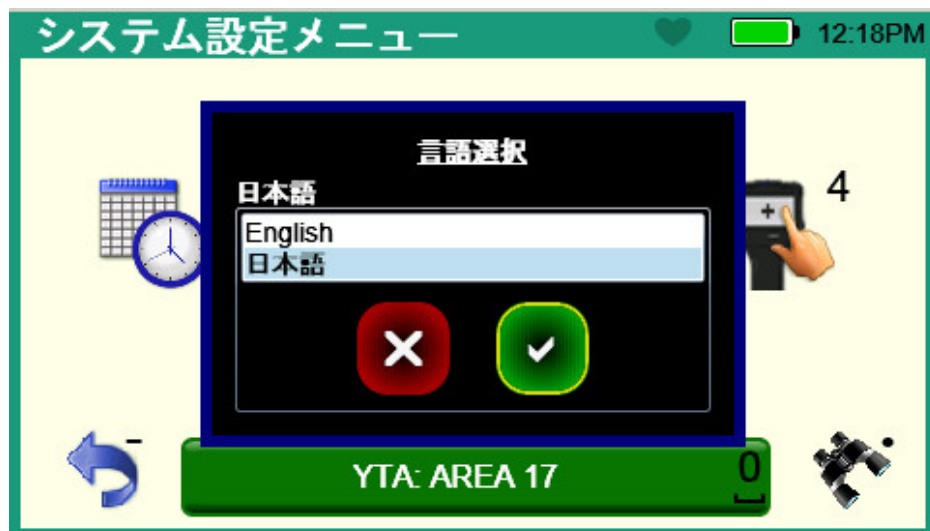 システム設定メニュー
12:18PM
言語選択
日本語
English
日本語
4
-
YTA: AREA 17
0
.